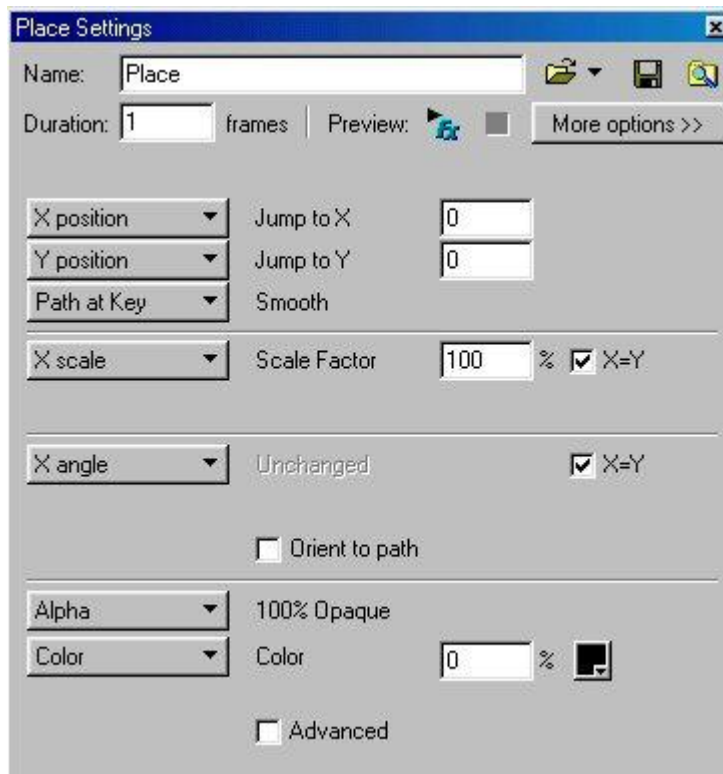 Place Settings
Name: Place
Duration: 1 frames Preview: Ex More options >>
X position Jump to X 0
Y position Jump to Y 0
Path at Key Smooth
X scale Scale Factor 100 % X=Y
X angle Unchanged X=Y
Orient to path
Alpha 100% Opaque
Color Color 0 %
Advanced